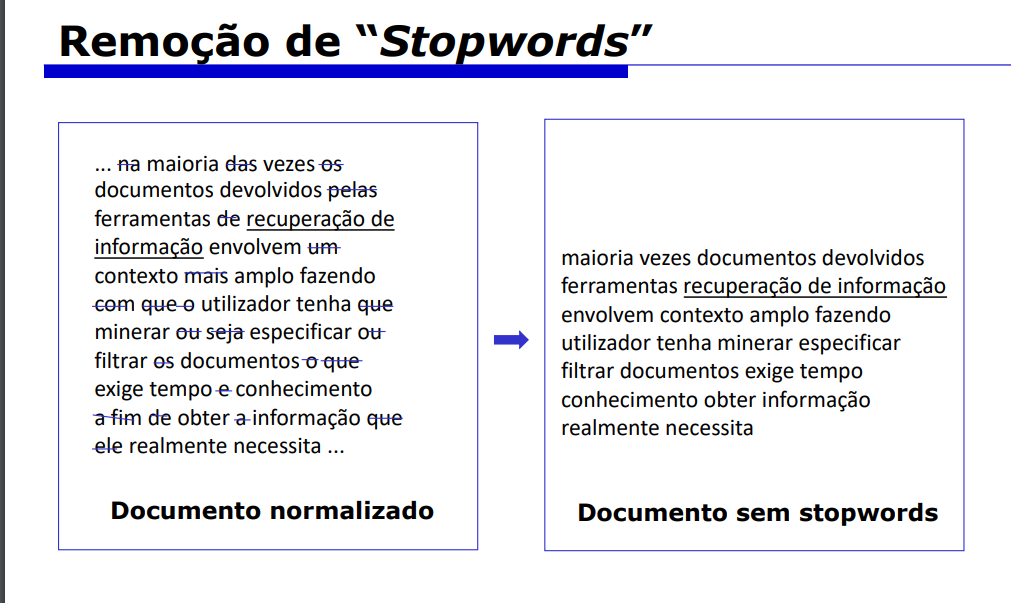 Remoção de “Stopwords”
... na maioria das vezes os
documentos devolvidos pelas
ferramentas de recuperação de
informação envolvem um
contexto mais amplo fazendo
com que o utilizador tenha que
minerar ou seja especificar ou
filtrar os documentos o que
exige tempo e conhecimento
a fim de obter a informação que
ele realmente necessita ...
Documento normalizado
maioria vezes documentos devolvidos
ferramentas recuperação de informação
envolvem contexto amplo fazendo
utilizador tenha minerar especificar
filtrar documentos exige tempo
conhecimento obter informação
realmente necessita
Documento sem stopwords